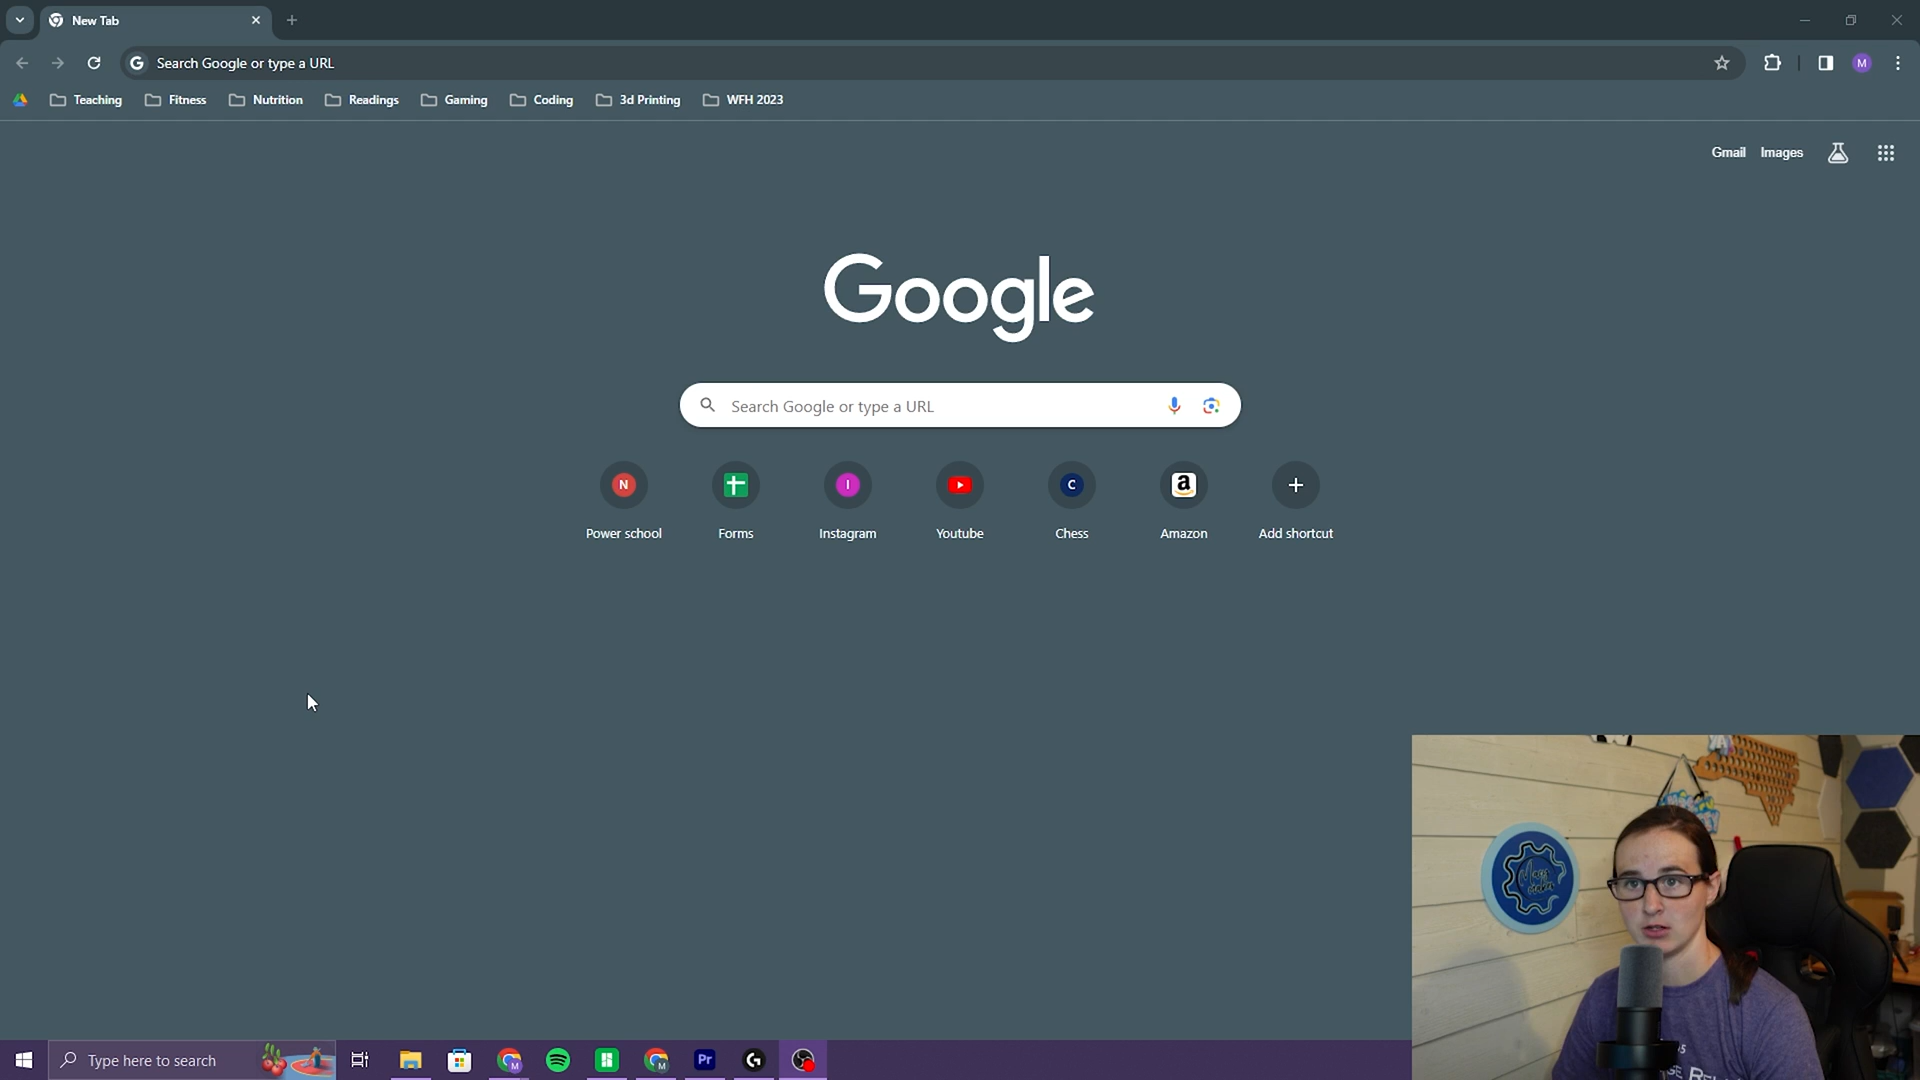 New Tab
Search Google or type a URL
M
Teaching Fitness Nutrition Readings Gaming Coding 3d Printing WFH 2023
Gmail Images
Google
Search Google or type a URL
N I C a
Power school Forms Instagram Youtube Chess Amazon Add shortcut
Type here to search
M M Pr G